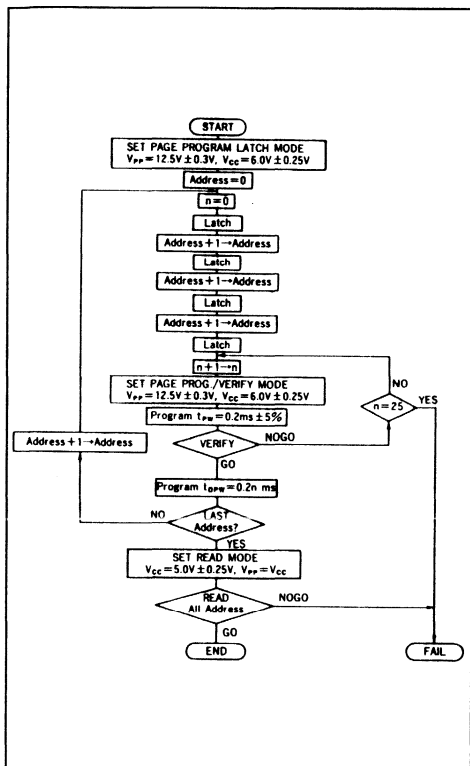 START
SET PAGE PROGRAM LATCH MODE
VPP=12.5V±0.3V, VCC=6.0V±0.25V
Address=0
n=0
Latch
Address+1→Address
Latch
Address+1→Address
Latch
Address+1→Address
Latch
n+1→n
SET PAGE PROG./VERIFY MODE
VPP=12.5V±0.3V, VCC=6.0V±0.25V
NO
YES
n=25
Program tPW=0.2ms±5%
Address+1→Address
VERIFY
NOGO
GO
Program tOPW=0.2n ms
NO
LAST
Address?
YES
SET READ MODE
VCC=5.0V±0.25V, VPP=VCC
READ
All Address
NOGO
GO
END
FAIL